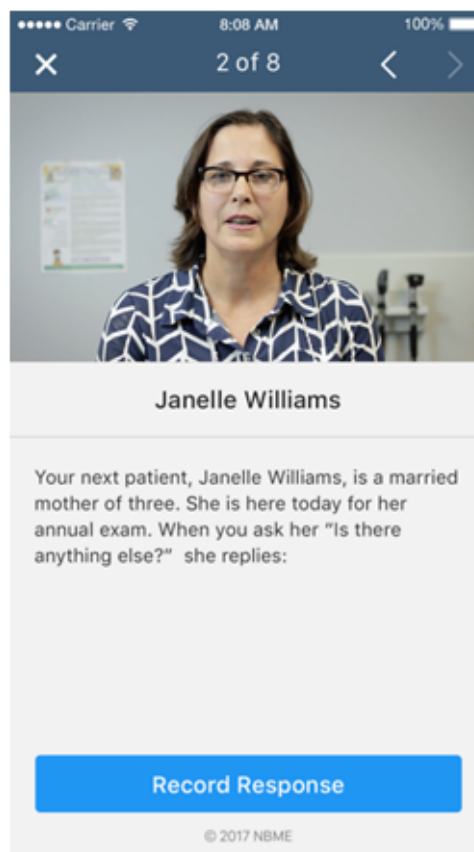 Carrier 8:08 AM 100%
2 of 8
Janelle Williams
Your next patient, Janelle Williams, is a married
mother of three. She is here today for her
annual exam. When you ask her “Is there
anything else?”  she replies:
Record Response
© 2017 NBME